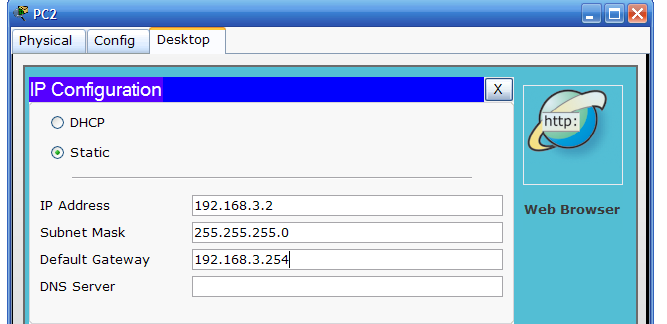 PC2
Physical Config Desktop
IP Configuration X
http:
DHCP
Static
IP Address 192.168.3.2
Web Browser
Subnet Mask 255.255.255.0
Default Gateway 192.168.3.254
DNS Server